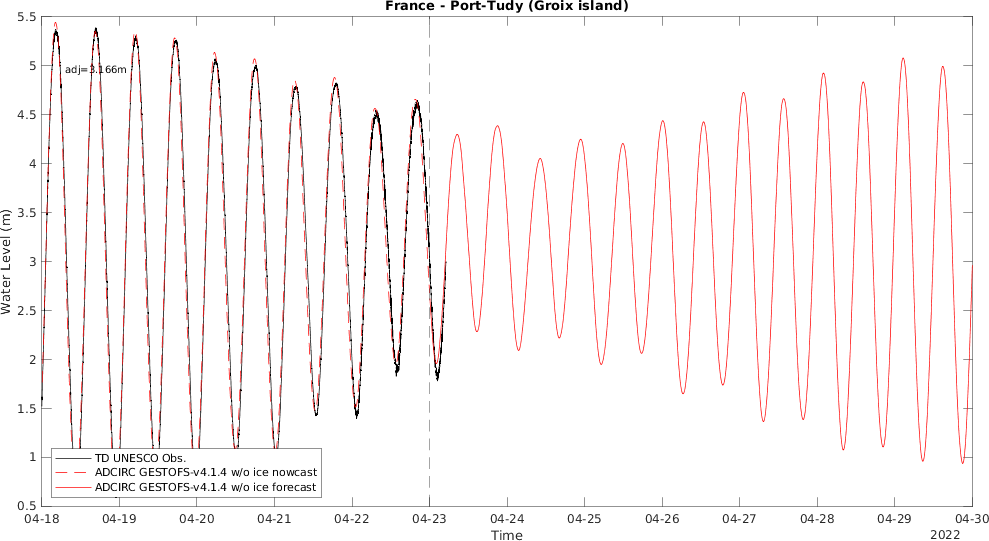 France - Port-Tudy (Groix island)
5.5
5
4.5
4
3.5
3
2.5
2
1.5
1
0.5
Water Level (m)
adj=3.166m
TD UNESCO Obs.
ADCIRC GESTOFS-v4.1.4 w/o ice nowcast
ADCIRC GESTOFS-v4.1.4 w/o ice forecast
04-18 04-19 04-20 04-21 04-22 04-23 04-24 04-25 04-26 04-27 04-28 04-29 04-30
Time
2022